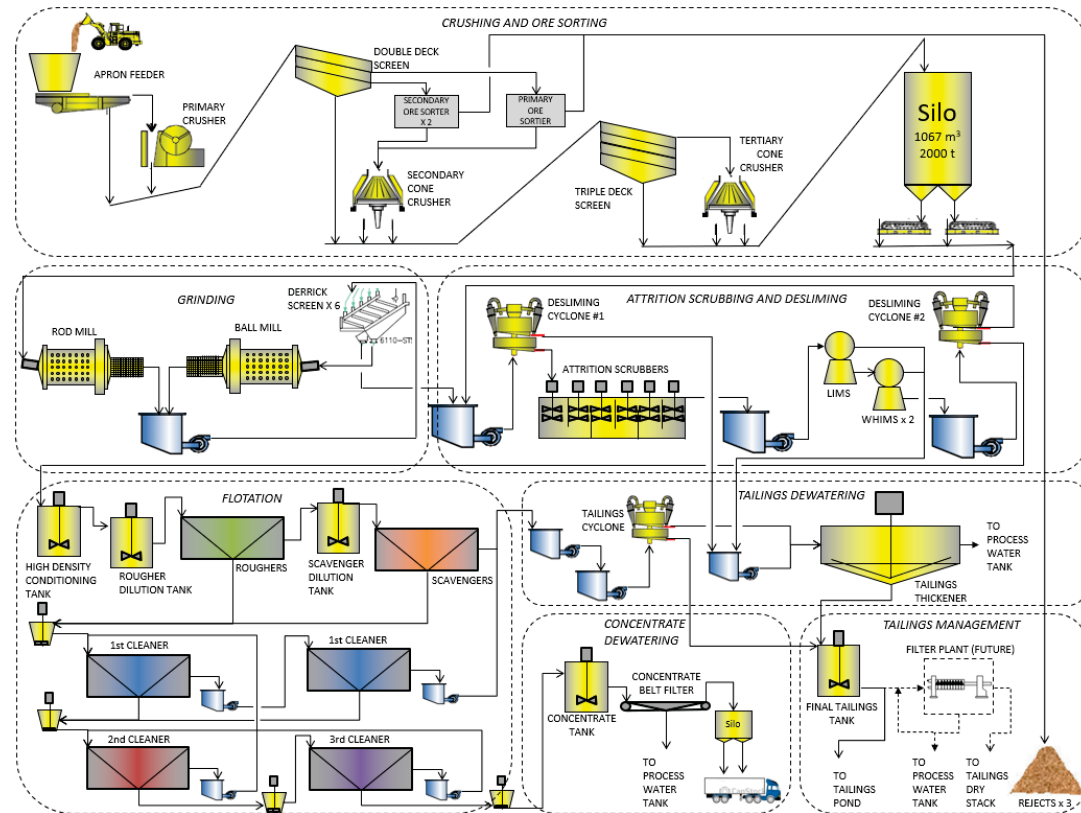 CRUSHING AND ORE SORTING
APRON FEEDER
PRIMARY
CRUSHER
DOUBLE DECK
SCREEN
SECONDARY
ORE SORTER
X 2
PRIMARY
ORE
SORTIER
SECONDARY
CONE
CRUSHER
TRIPLE DECK
SCREEN
TERTIARY
CONE
CRUSHER
Silo
1067 m³
2000 t
GRINDING
ROD MILL
BALL MILL
DERRICK
SCREEN X 6
6110-ST
ATTRITION SCRUBBING AND DESLIMING
DESLIMING
CYCLONE #1
ATTRITION SCRUBBERS
LIMS
WHIMS x 2
DESLIMING
CYCLONE #2
FLOTATION
HIGH DENSITY
CONDITIONING
TANK
ROUGHER
DILUTION TANK
ROUGHERS
SCAVENGER
DILUTION
TANK
SCAVENGERS
1st CLEANER
1st CLEANER
2nd CLEANER
3rd CLEANER
TAILINGS DEWATERING
TAILINGS
CYCLONE
TAILINGS
THICKENER
TO
PROCESS
WATER
TANK
CONCENTRATE
DEWATERING
CONCENTRATE
TANK
CONCENTRATE
BELT FILTER
Silo
TO
PROCESS
WATER
TANK
TAILINGS MANAGEMENT
FILTER PLANT (FUTURE)
FINAL TAILINGS
TANK
TO
TAILINGS
POND
TO
PROCESS
WATER
TANK
TO
TAILINGS
DRY
STACK
REJECTS x 3